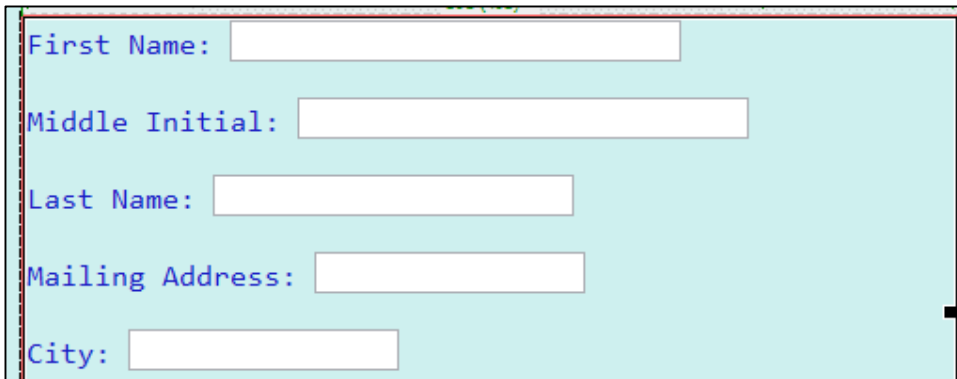 First Name:
Middle Initial:
Last Name:
Mailing Address:
City: